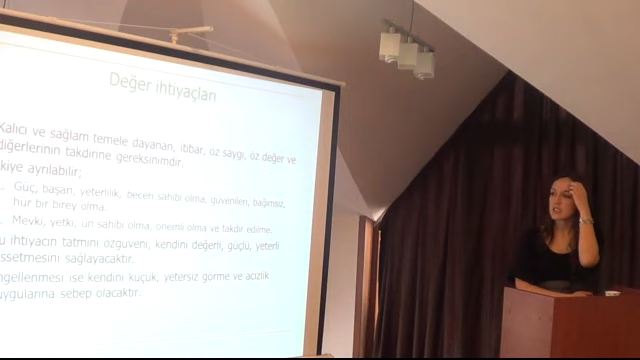 Değer ihtiyaçları
Kalıcı ve sağlam temele dayanan, itibar, öz saygı, öz değer ve
diğerlerinin takdirine gereksinimdir.
kiye ayrılabilir;
Güç, başarı, yeterlilik, beceri sahibi olma, güvenilen, bağımsız,
hür bir birey olma.
Mevki, yetki, ün sahibi olma, önemli olma ve takdir edilme.
u ihtiyacın tatmini özgüveni, kendini değerli, güçlü, yeterli
ssetmesini sağlayacaktır.
ngellenmesi ise kendini küçük, yetersiz görme ve acizlik
uygularına sebep olacaktır.